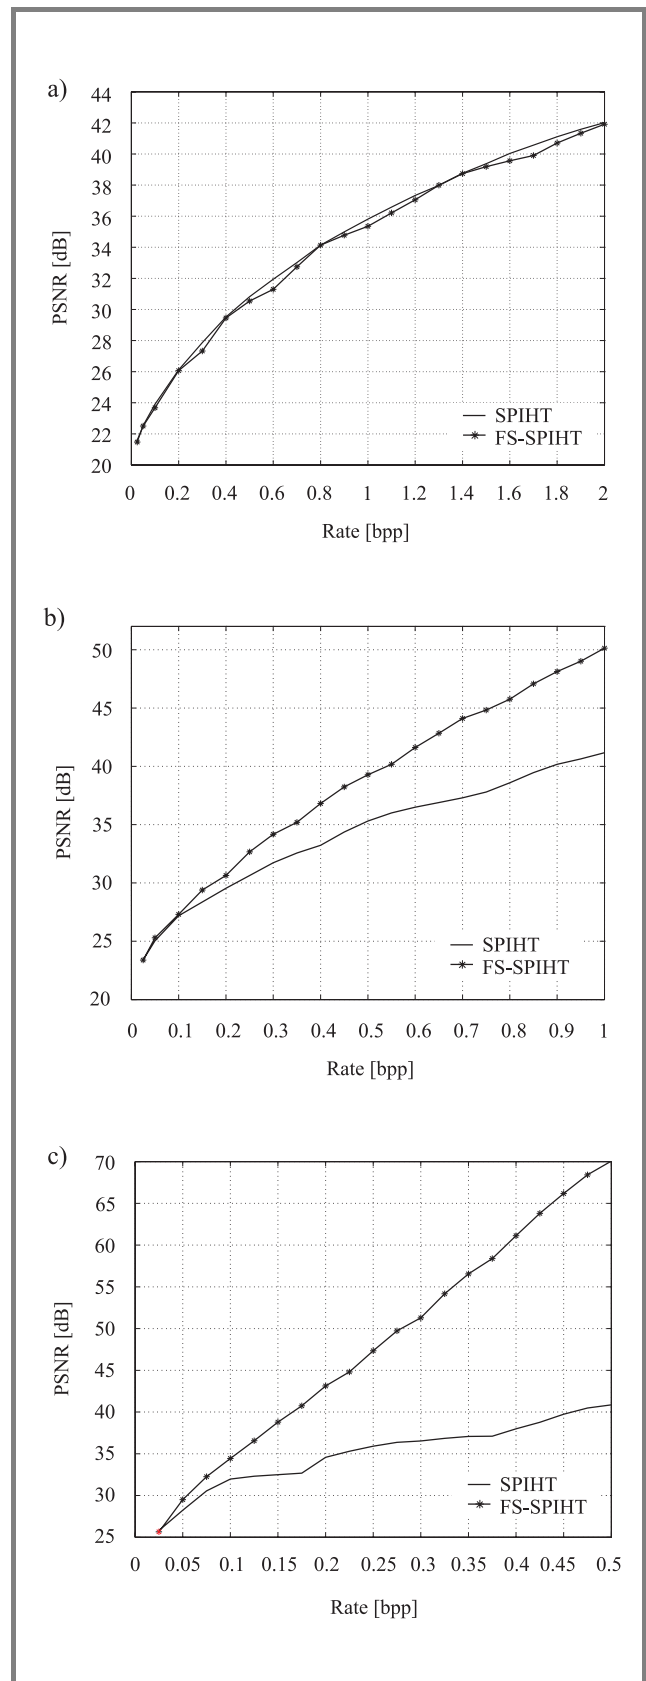 a)
44
42
40
38
36
34
32
30
28
26
24
22
20
PSNR [dB]
SPIHT
FS-SPIHT
0 0.2 0.4 0.6 0.8 1 1.2 1.4 1.6 1.8 2
Rate [bpp]
b)
50
45
40
35
30
25
20
PSNR [dB]
SPIHT
FS-SPIHT
0 0.1 0.2 0.3 0.4 0.5 0.6 0.7 0.8 0.9 1
Rate [bpp]
c)
70
65
60
55
50
45
40
35
30
25
PSNR [dB]
SPIHT
FS-SPIHT
0 0.05 0.1 0.15 0.2 0.25 0.3 0.35 0.4 0.45 0.5
Rate [bpp]